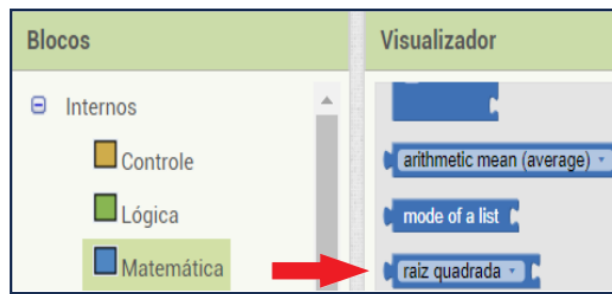 Blocos
Internos
Controle
Lógica
Matemática
Visualizador
arithmetic mean (average)
mode of a list
raiz quadrada